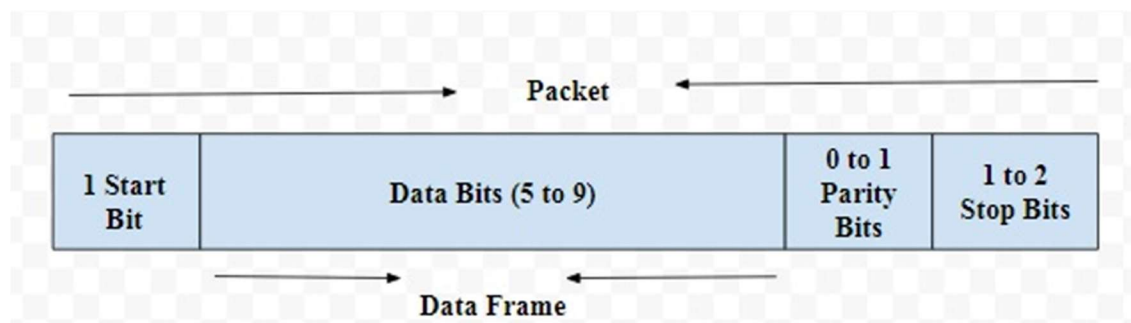 Packet
1 Start
Bit
Data Bits (5 to 9)
0 to 1
Parity
Bits
1 to 2
Stop Bits
Data Frame